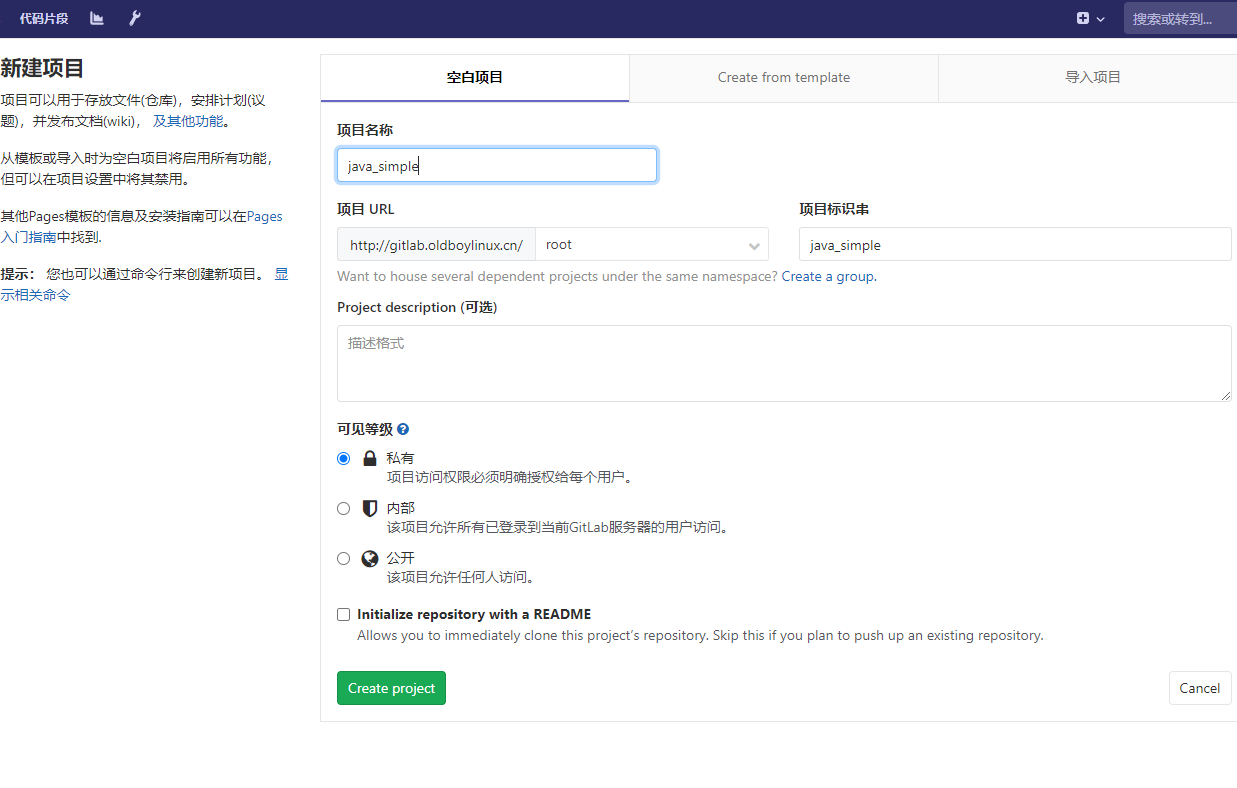 代码片段
搜索或转到...
新建项目
项目可以用于存放文件(仓库)，安排计划(议
题)，并发布文档(wiki)， 及其他功能。
从模板或导入时为空白项目将启用所有功能，
但可以在项目设置中将其禁用。
其他Pages模板的信息及安装指南可以在Pages
入门指南中找到.
提示： 您也可以通过命令行来创建新项目。 显
示相关命令
空白项目
Create from template
导入项目
项目名称
java_simple
项目 URL
项目标识串
http://gitlab.oldboylinux.cn/
root
java_simple
Want to house several dependent projects under the same namespace? Create a group.
Project description (可选)
描述格式
可见等级
私有
项目访问权限必须明确授权给每个用户。
内部
该项目允许所有已登录到当前GitLab服务器的用户访问。
公开
该项目允许任何人访问。
Initialize repository with a README
Allows you to immediately clone this project’s repository. Skip this if you plan to push up an existing repository.
Create project
Cancel